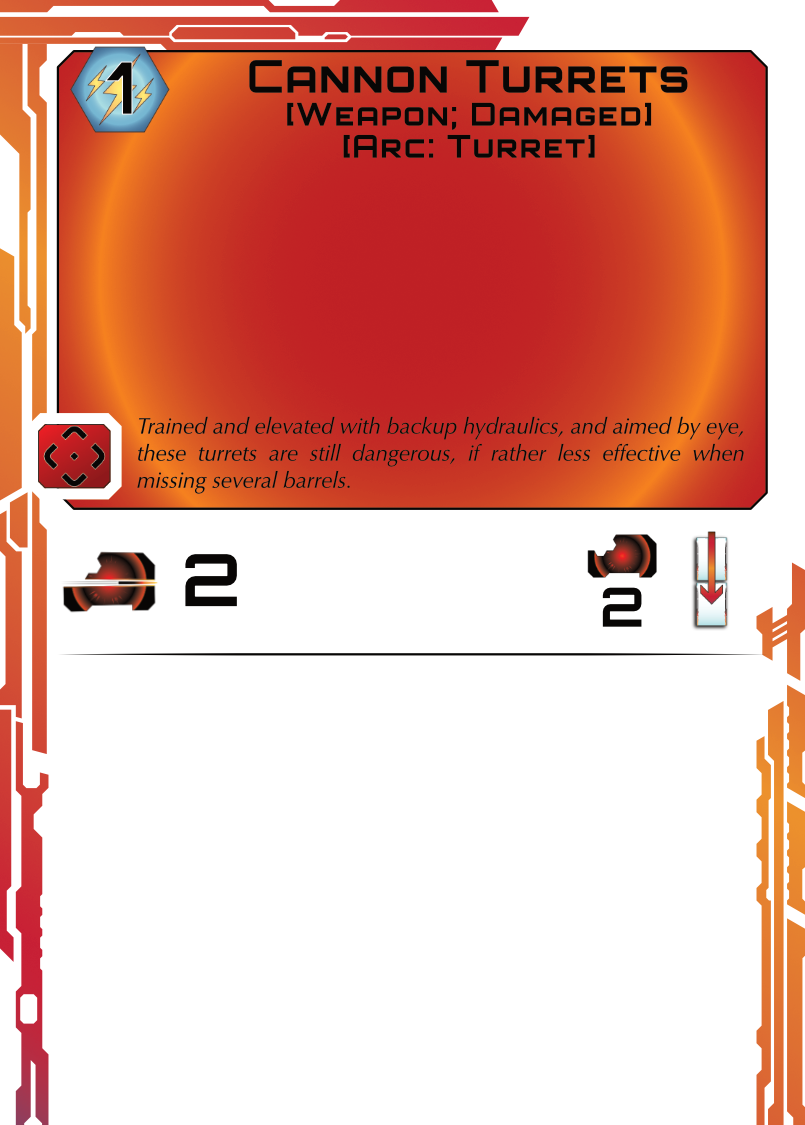 1
Cannon Turrets
[Weapon; Damaged]
[Arc: Turret]
Trained and elevated with backup hydraulics, and aimed by eye,
these turrets are still dangerous, if rather less effective when
missing several barrels.
2
2